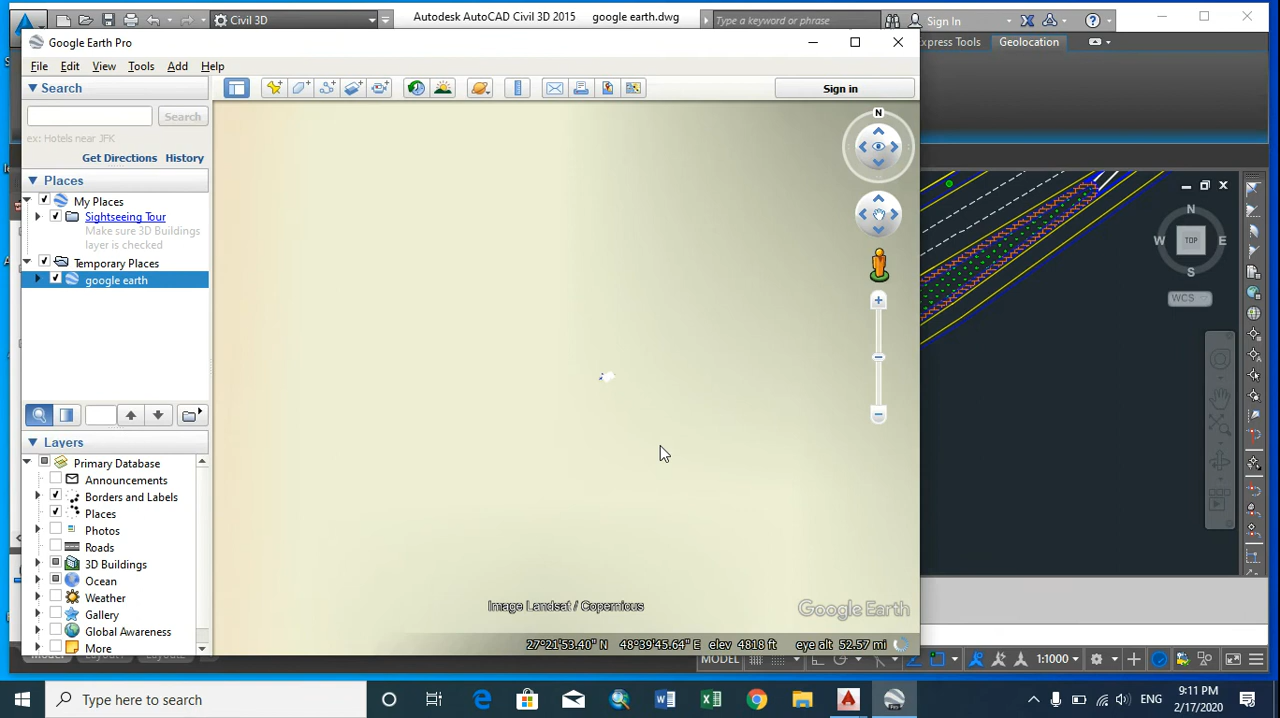 Civil 3D
Autodesk AutoCAD Civil 3D 2015 google earth.dwg
Type a keyword or phrase
Sign In
Google Earth Pro
xpress Tools
Geolocation
File Edit View Tools Add Help
Search
Sign in
Search
ex: Hotels near JFK
Get Directions History
Places
My Places
Sightseeing Tour
Make sure 3D Buildings
layer is checked
Temporary Places
google earth
N
N
W TOP E
S
WCS
Layers
Primary Database
Announcements
Borders and Labels
Places
Photos
Roads
3D Buildings
Ocean
Weather
Gallery
Global Awareness
More
Image Landsat / Copernicus
Google Earth
27°21'53.40" N 48°39'45.64" E elev 4818 ft eye alt 52.57 mi
MODEL
1:1000
Type here to search
ENG
9:11 PM
2/17/2020